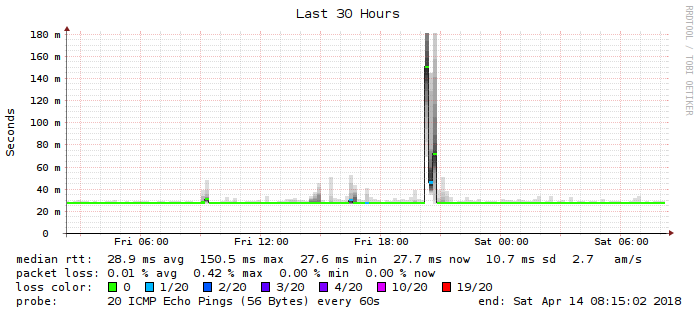 Last 30 Hours
RRDTOOL / TOBI OETIKER
Seconds
180 m
160 m
140 m
120 m
100 m
80 m
60 m
40 m
20 m
0
Fri 06:00 Fri 12:00 Fri 18:00 Sat 00:00 Sat 06:00
median rtt: 28.9 ms avg 150.5 ms max 27.6 ms min 27.7 ms now 10.7 ms sd 2.7 am/s
packet loss: 0.01 % avg 0.42 % max 0.00 % min 0.00 % now
loss color: 0 1/20 2/20 3/20 4/20 10/20 19/20
probe: 20 ICMP Echo Pings (56 Bytes) every 60s end: Sat Apr 14 08:15:02 2018